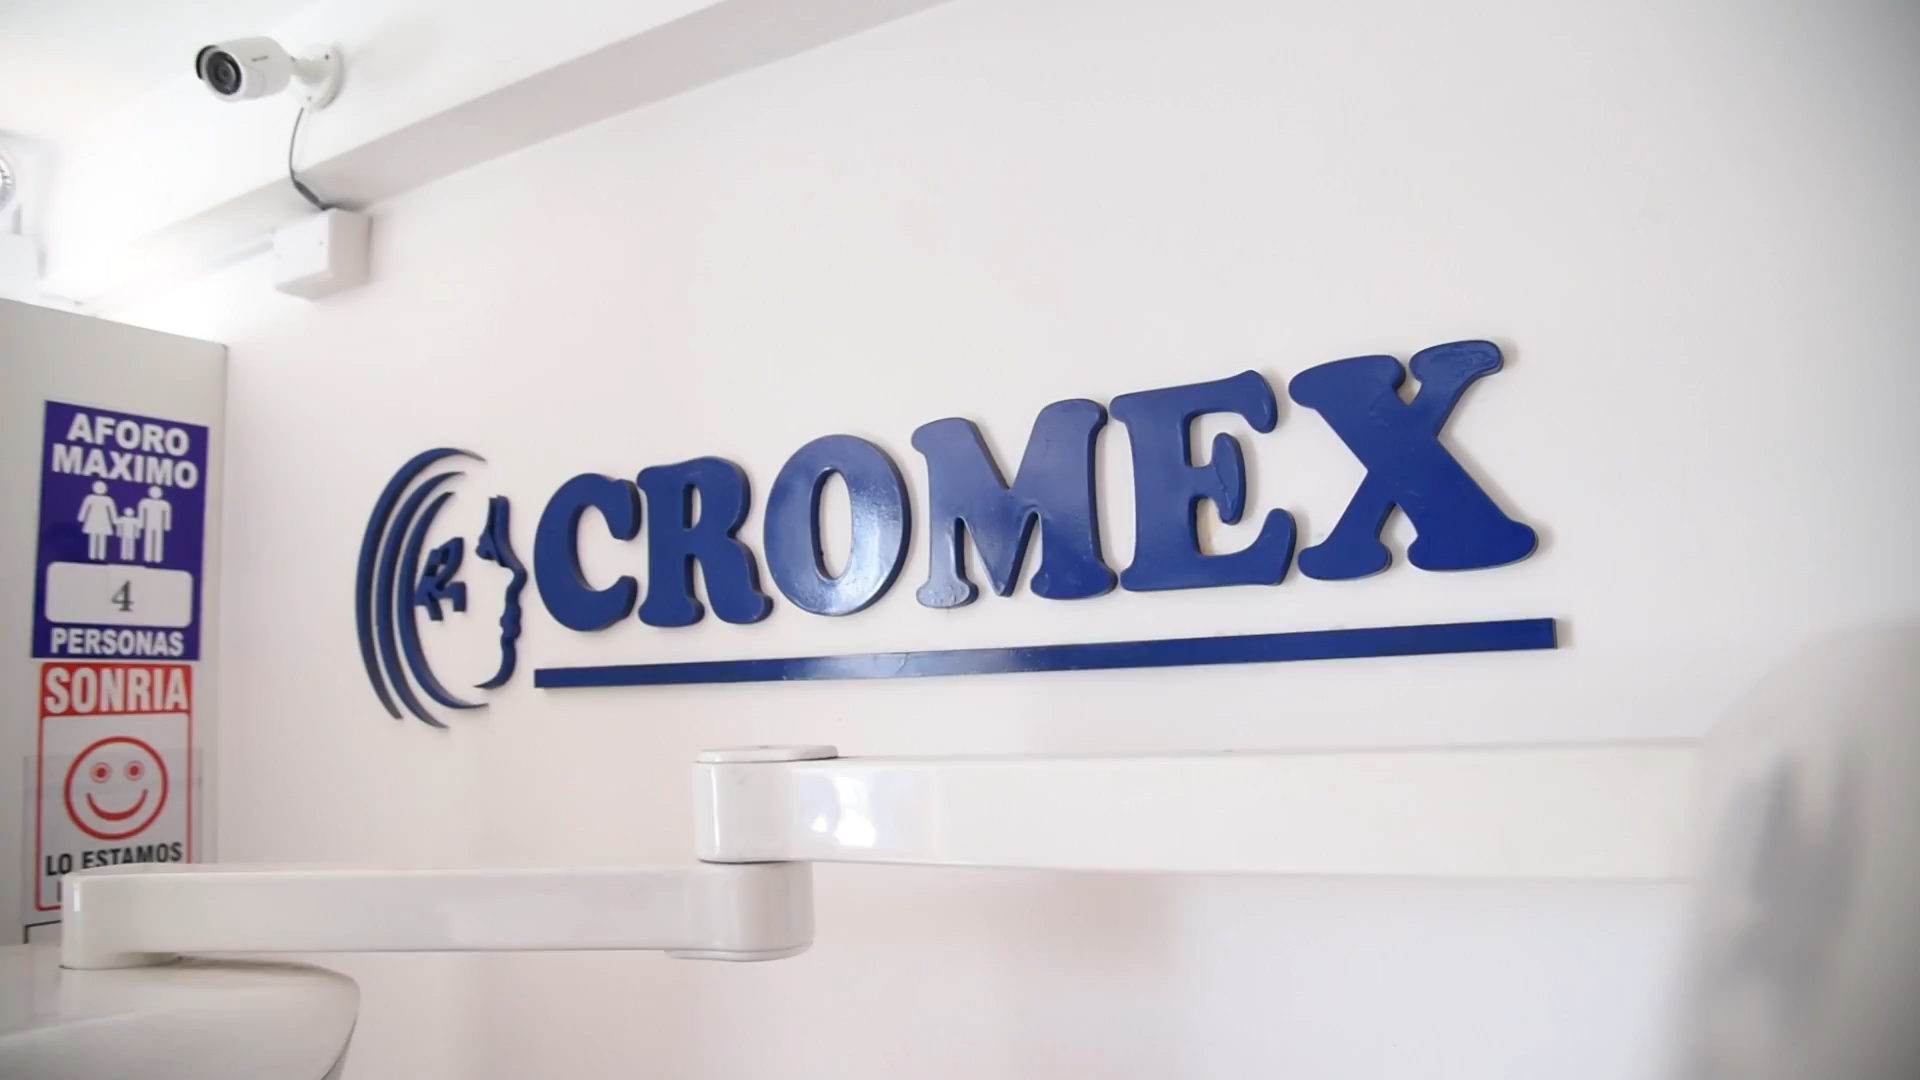 AFORO
MAXIMO
4
PERSONAS
SONRIA
LO ESTAMOS
CROMEX